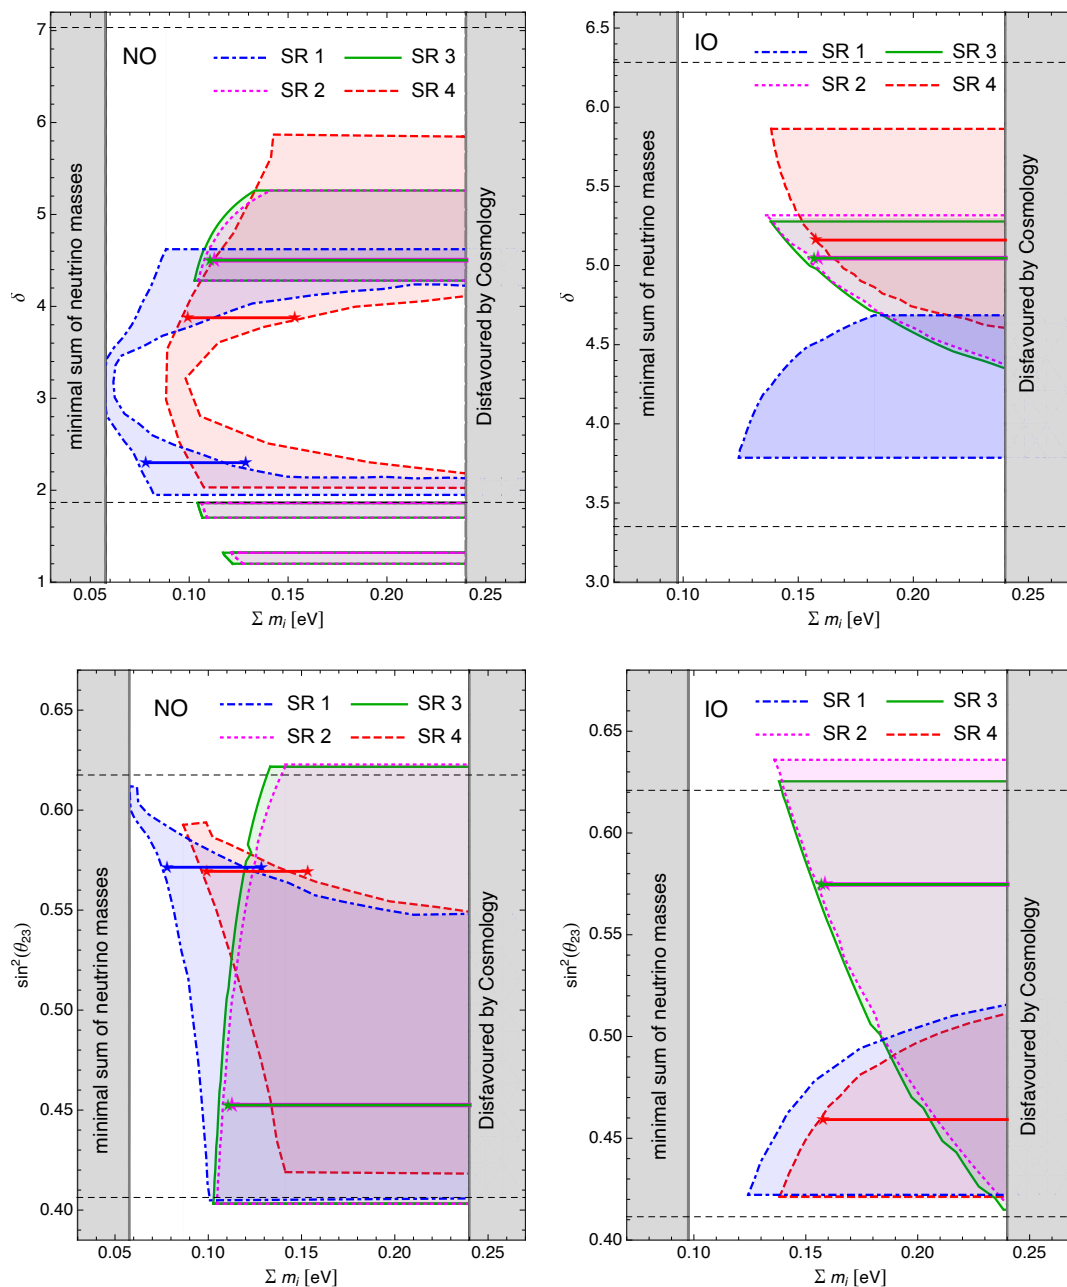 NO
SR 1
SR 3
SR 2
SR 4
minimal sum of neutrino masses
Disfavoured by Cosmology
δ
7
6
5
4
3
2
1
0.05
0.10
0.15
0.20
0.25
Σ mᵢ [eV]
IO
SR 1
SR 3
SR 2
SR 4
minimal sum of neutrino masses
Disfavoured by Cosmology
δ
6.5
6.0
5.5
5.0
4.5
4.0
3.5
3.0
0.10
0.15
0.20
0.25
Σ mᵢ [eV]
NO
SR 1
SR 3
SR 2
SR 4
minimal sum of neutrino masses
Disfavoured by Cosmology
sin²(θ₂₃)
0.65
0.60
0.55
0.50
0.45
0.40
0.05
0.10
0.15
0.20
0.25
Σ mᵢ [eV]
IO
SR 1
SR 3
SR 2
SR 4
minimal sum of neutrino masses
Disfavoured by Cosmology
sin²(θ₂₃)
0.65
0.60
0.55
0.50
0.45
0.40
0.10
0.15
0.20
0.25
Σ mᵢ [eV]